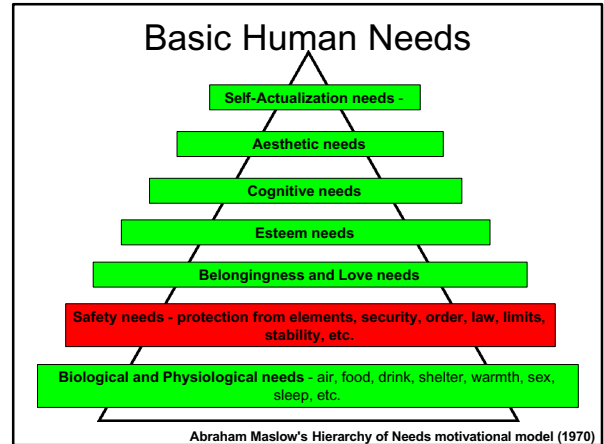 Basic Human Needs
Self-Actualization needs -
Aesthetic needs
Cognitive needs
Esteem needs
Belongingness and Love needs
Safety needs - protection from elements, security, order, law, limits,
stability, etc.
Biological and Physiological needs - air, food, drink, shelter, warmth, sex,
sleep, etc.
Abraham Maslow's Hierarchy of Needs motivational model (1970)